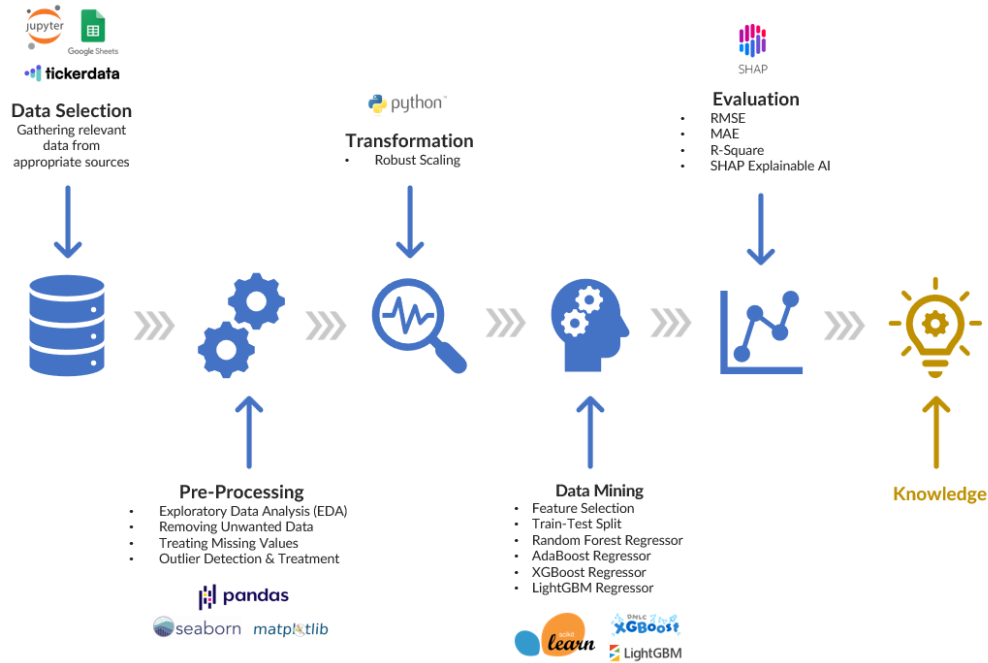 jupyter
Google Sheets
tickerdata
Data Selection
Gathering relevant
data from
appropriate sources
python™
Transformation
• Robust Scaling
SHAP
Evaluation
• RMSE
• MAE
• R-Square
• SHAP Explainable AI
Pre-Processing
• Exploratory Data Analysis (EDA)
• Removing Unwanted Data
• Treating Missing Values
• Outlier Detection & Treatment
pandas
seaborn
matplotlib
Data Mining
• Feature Selection
• Train-Test Split
• Random Forest Regressor
• AdaBoost Regressor
• XGBoost Regressor
• LightGBM Regressor
scikit
learn
DMLC
XGBoost
LightGBM
Knowledge